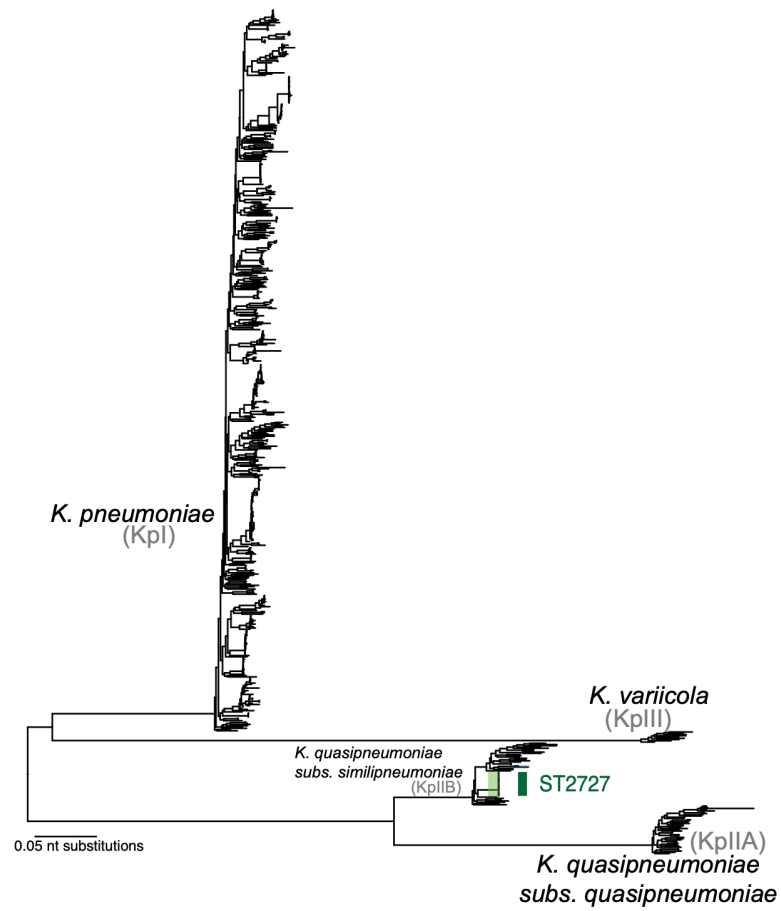 K. pneumoniae
(KpI)
K. variicola
(KpIII)
K. quasipneumoniae
subs. similipneumoniae
(KpIIB)
ST2727
0.05 nt substitutions
(KpIIA)
K. quasipneumoniae
subs. quasipneumoniae